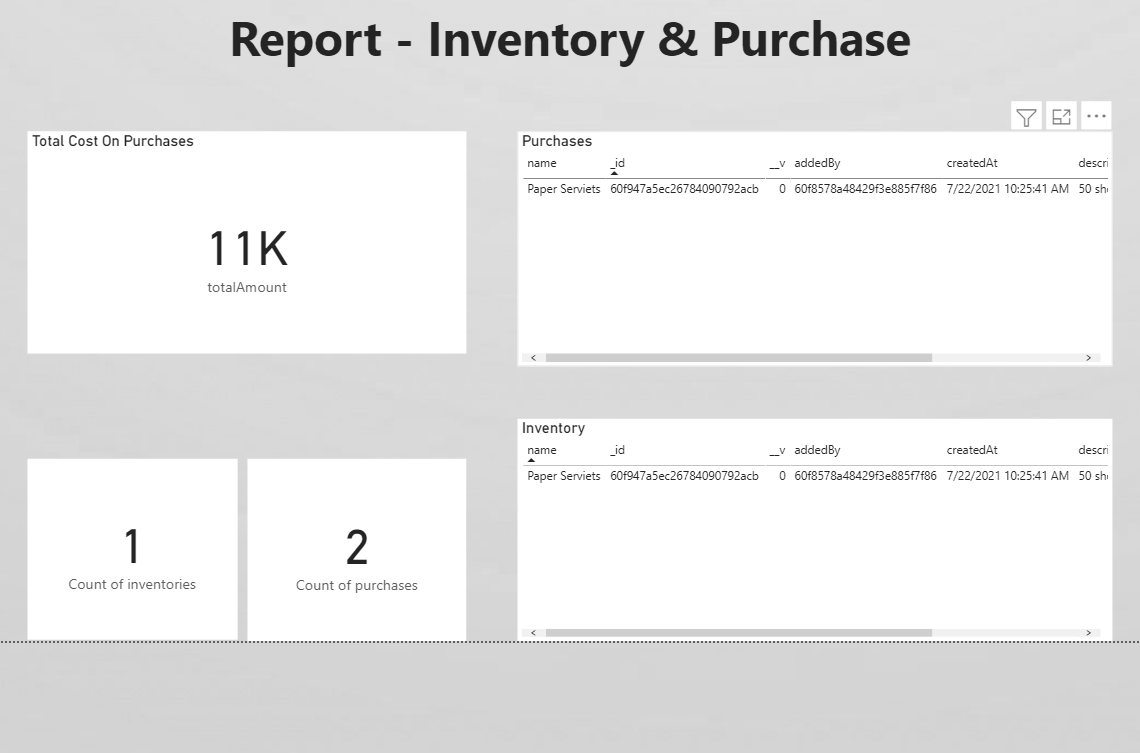 Report - Inventory & Purchase
Total Cost On Purchases
11K
totalAmount
Purchases
name _id __v addedBy createdAt descri
Paper Serviets 60f947a5ec26784090792acb 0 60f8578a48429f3e885f7f86 7/22/2021 10:25:41 AM 50 sh
Inventory
name _id __v addedBy createdAt descri
Paper Serviets 60f947a5ec26784090792acb 0 60f8578a48429f3e885f7f86 7/22/2021 10:25:41 AM 50 sh
1
Count of inventories
2
Count of purchases